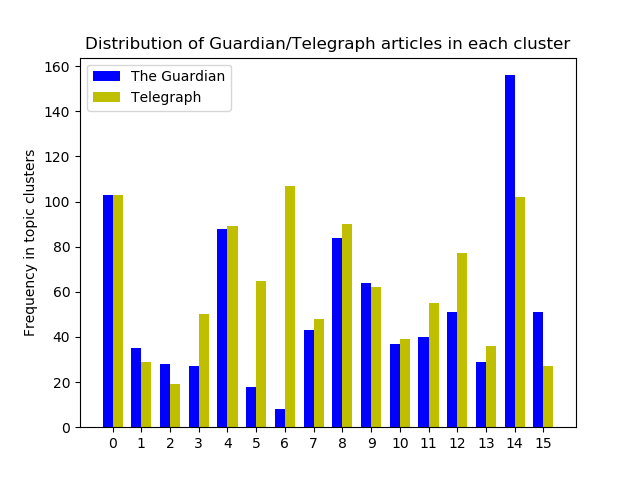 Distribution of Guardian/Telegraph articles in each cluster
The Guardian
Telegraph
Frequency in topic clusters
160
140
120
100
80
60
40
20
0
0 1 2 3 4 5 6 7 8 9 10 11 12 13 14 15